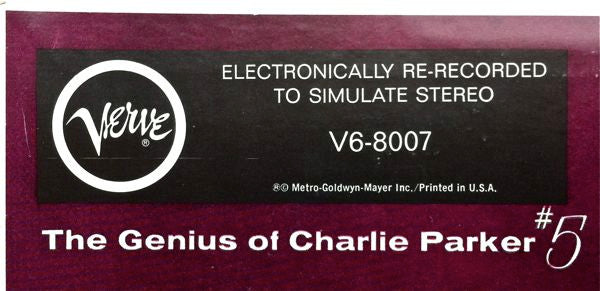 Verve®
ELECTRONICALLY RE-RECORDED
TO SIMULATE STEREO
V6-8007
®© Metro-Goldwyn-Mayer Inc./Printed in U.S.A.
The Genius of Charlie Parker #5